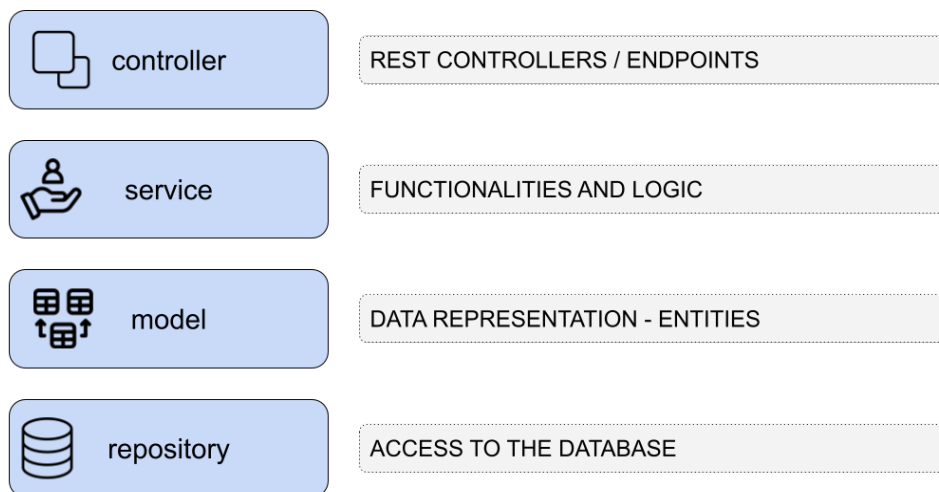 controller
REST CONTROLLERS / ENDPOINTS
service
FUNCTIONALITIES AND LOGIC
model
DATA REPRESENTATION - ENTITIES
repository
ACCESS TO THE DATABASE